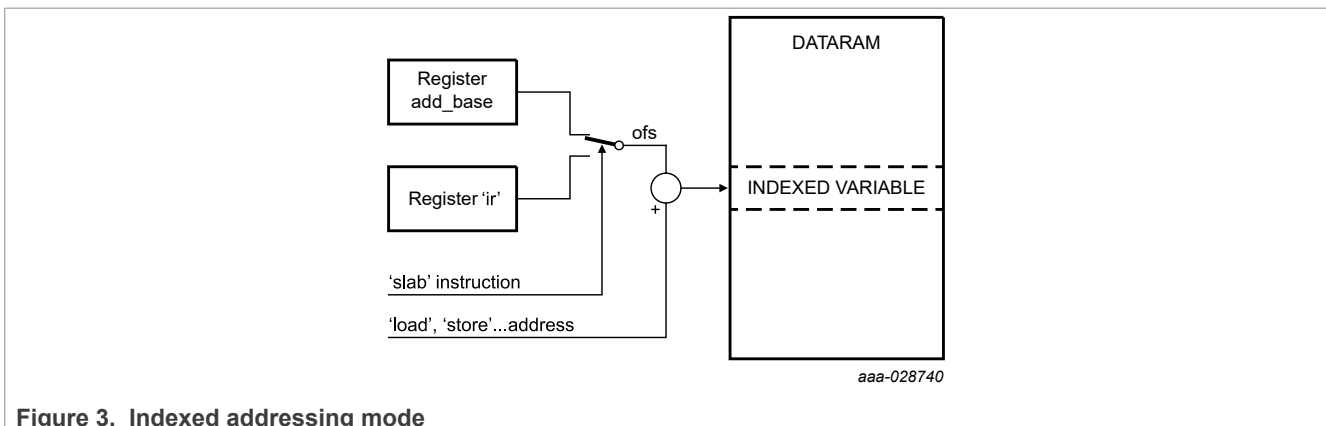 DATARAM
Register
add_base
ofs
Register ‘ir’
INDEXED VARIABLE
+
‘slab’ instruction
‘load’, ‘store’...address
aaa-028740
Figure 3. Indexed addressing mode